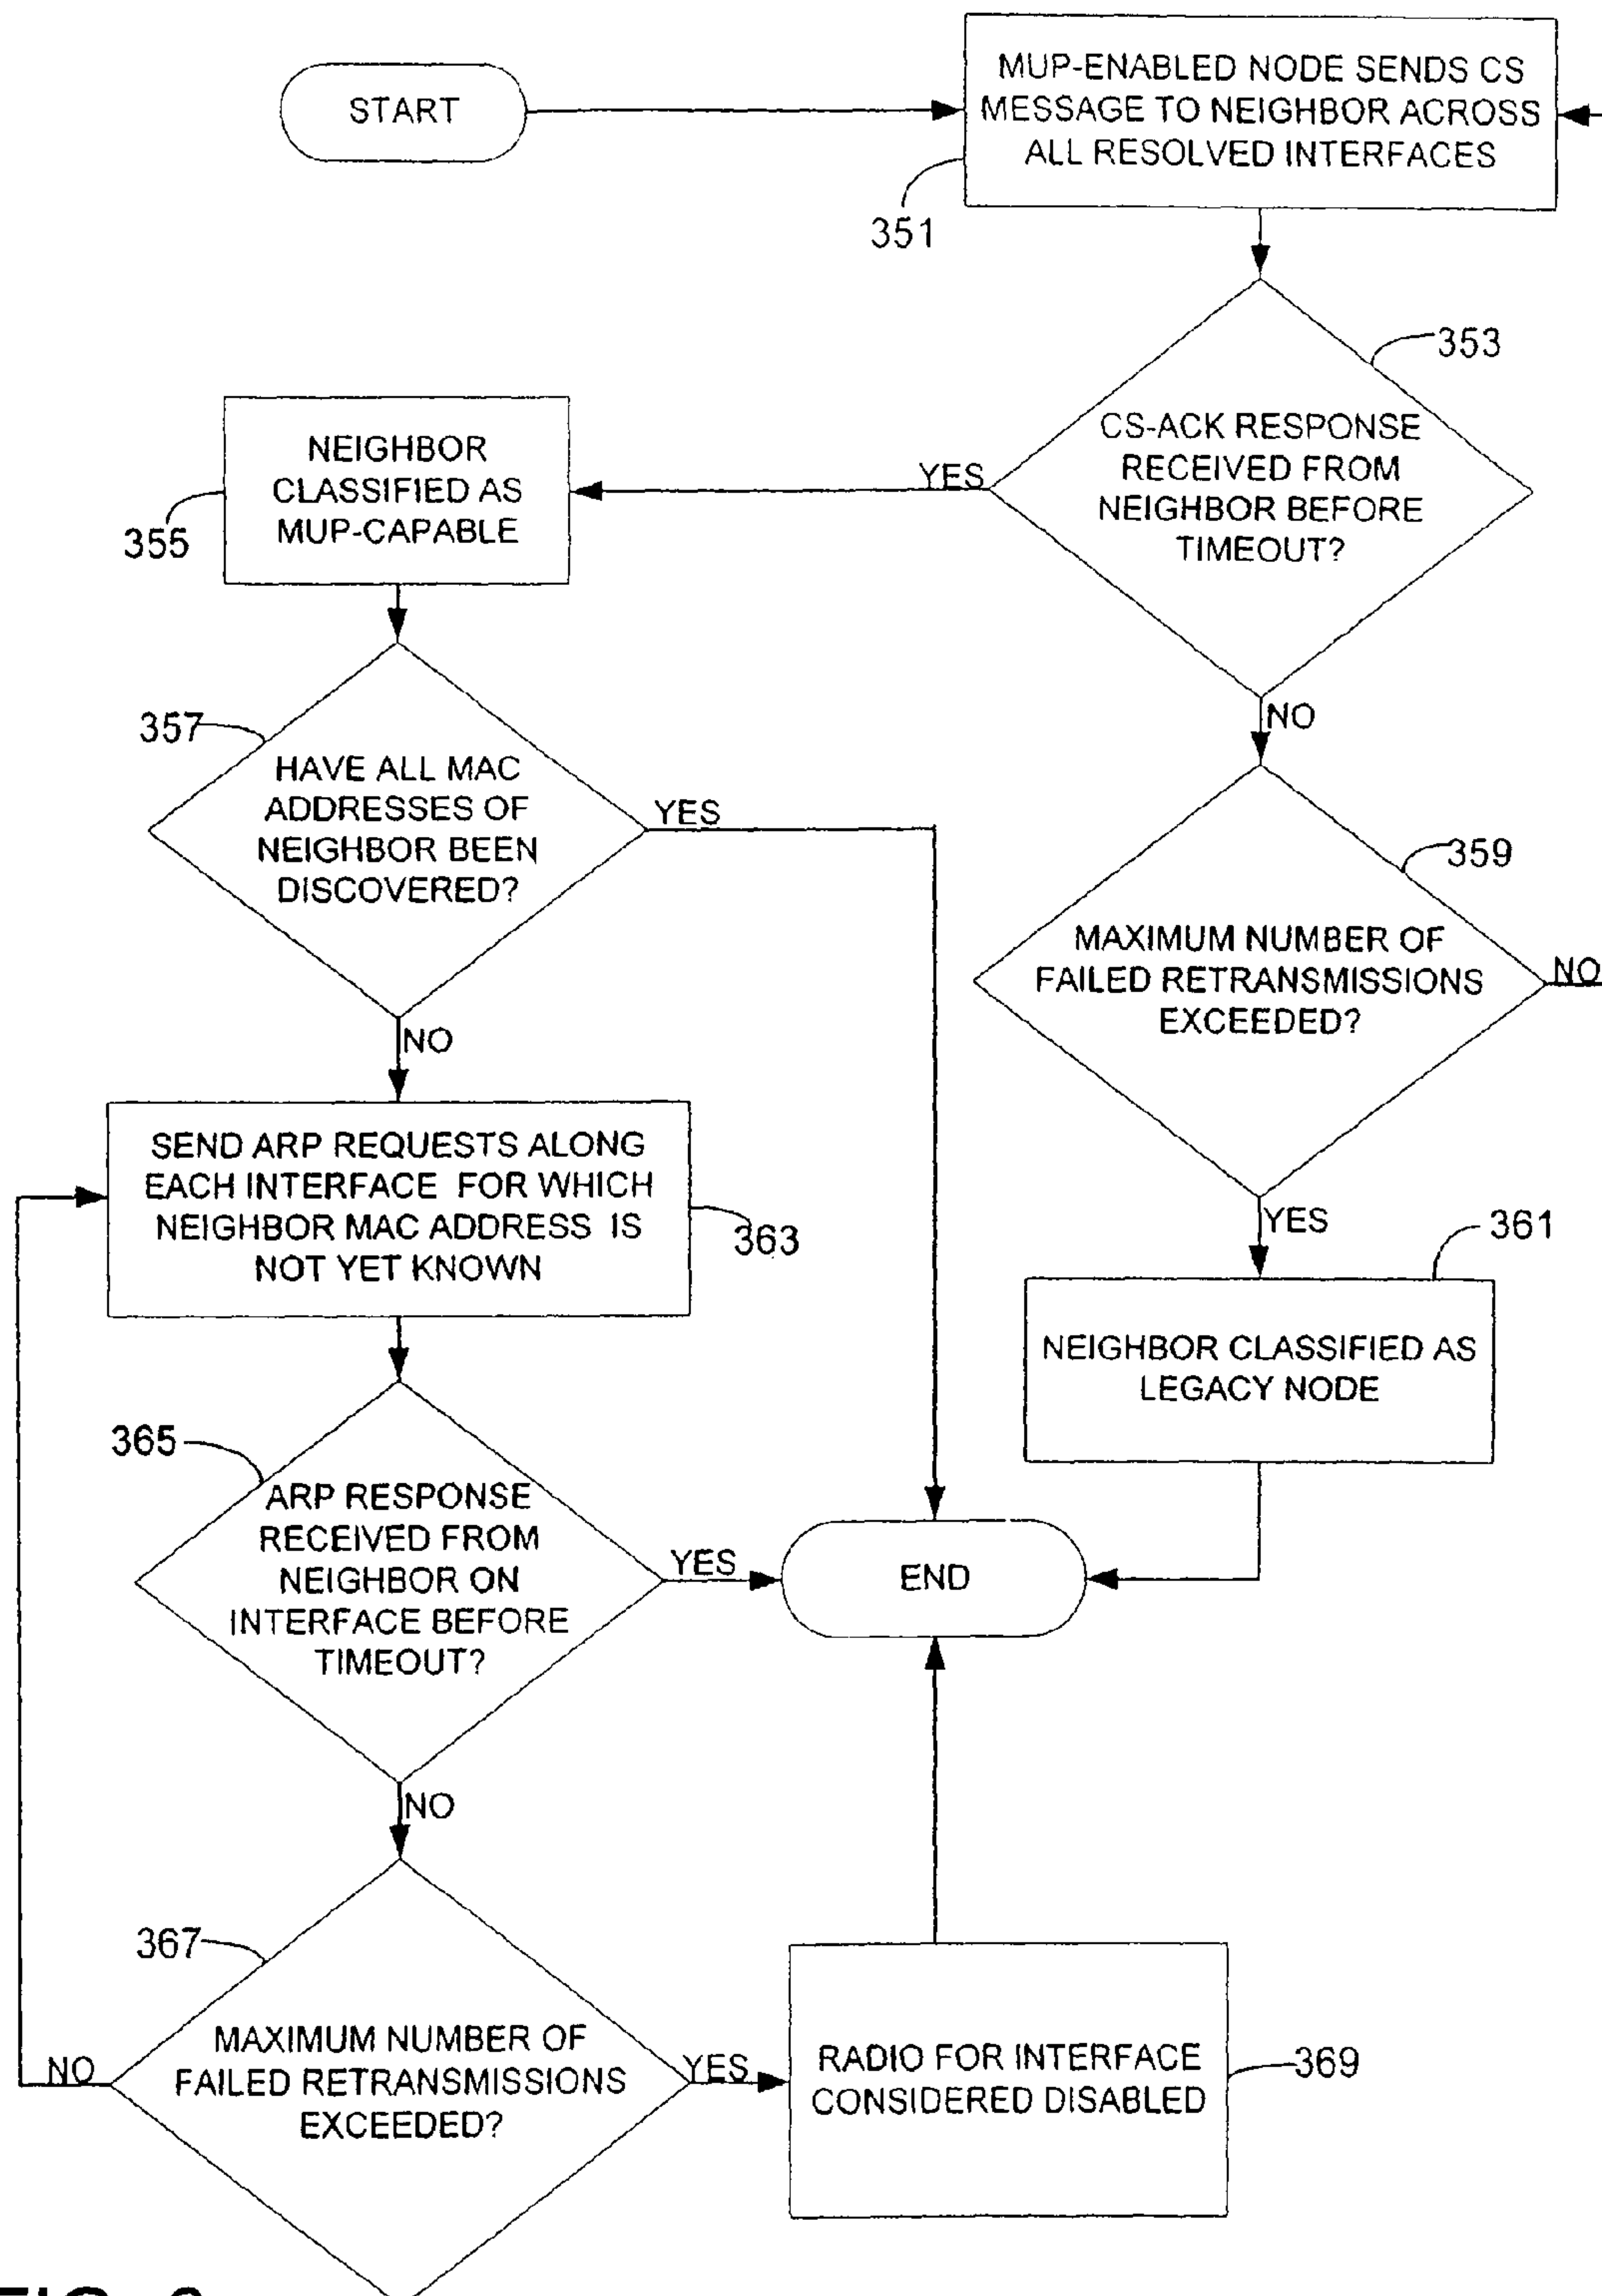 START
MUP-ENABLED NODE SENDS CS
MESSAGE TO NEIGHBOR ACROSS
ALL RESOLVED INTERFACES
351
353
CS-ACK RESPONSE
RECEIVED FROM
NEIGHBOR BEFORE
TIMEOUT?
YES
NEIGHBOR
CLASSIFIED AS
MUP-CAPABLE
355
NO
357
HAVE ALL MAC
ADDRESSES OF
NEIGHBOR BEEN
DISCOVERED?
YES
359
MAXIMUM NUMBER OF
FAILED RETRANSMISSIONS
EXCEEDED?
NO
NO
SEND ARP REQUESTS ALONG
EACH INTERFACE FOR WHICH
NEIGHBOR MAC ADDRESS IS
NOT YET KNOWN
363
YES
361
NEIGHBOR CLASSIFIED AS
LEGACY NODE
365
ARP RESPONSE
RECEIVED FROM
NEIGHBOR ON
INTERFACE BEFORE
TIMEOUT?
YES
END
NO
367
MAXIMUM NUMBER OF
FAILED RETRANSMISSIONS
EXCEEDED?
NO
YES
RADIO FOR INTERFACE
CONSIDERED DISABLED
369